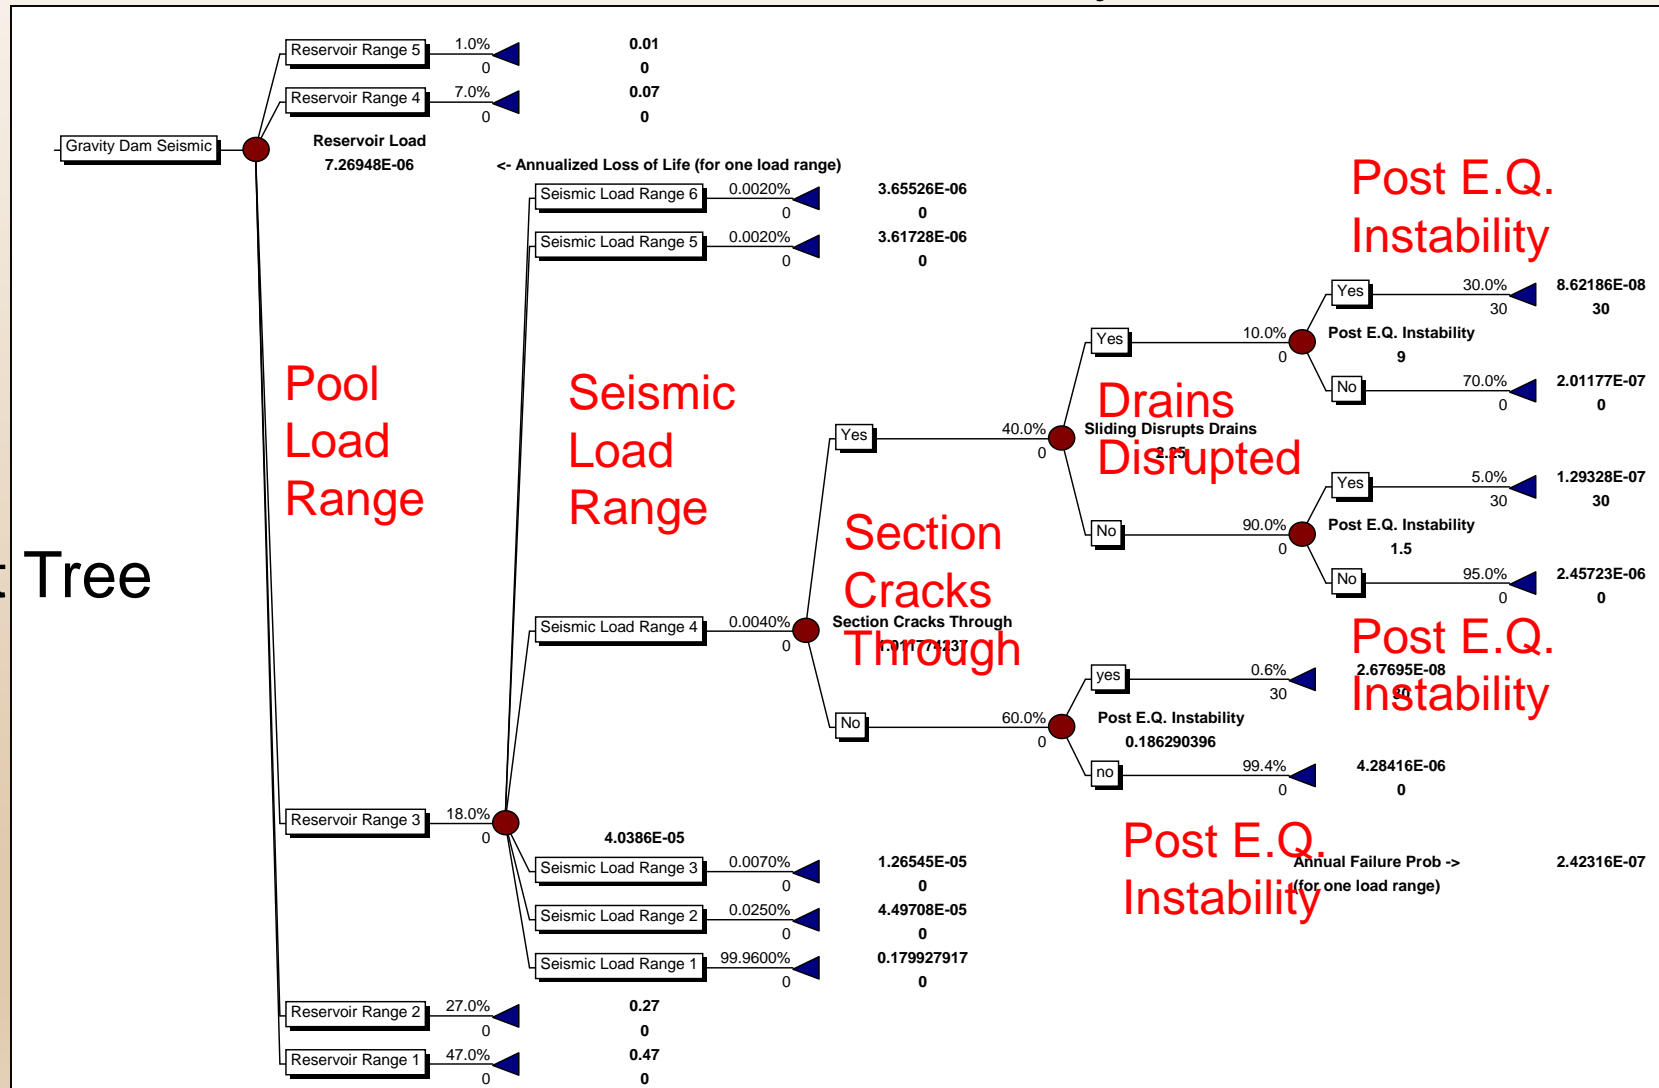 Reservoir Range 5 1.0% 0.01
0 0
Reservoir Range 4 7.0% 0.07
0 0
Gravity Dam Seismic
Reservoir Load
7.26948E-06
<- Annualized Loss of Life (for one load range)
Seismic Load Range 6 0.0020% 3.65526E-06
0 0
Seismic Load Range 5 0.0020% 3.61728E-06
0 0
Post E.Q.
Instability
Yes 30.0% 8.62186E-08
30 30
Yes 10.0% Post E.Q. Instability
0 9
No 70.0% 2.01177E-07
0 0
Pool
Load
Range
Seismic
Load
Range
Drains
Disrupted
Yes 40.0% Sliding Disrupts Drains
0 2.25
Yes 5.0% 1.29328E-07
30 30
No 90.0% Post E.Q. Instability
0 1.5
No 95.0% 2.45723E-06
0 0
Section
Cracks
Through
Tree
Seismic Load Range 4 0.0040% Section Cracks Through
0 1.011774237
Post E.Q.
Instability
yes 0.6% 2.67695E-08
30 30
No 60.0% Post E.Q. Instability
0 0.186290396
no 99.4% 4.28416E-06
0 0
Reservoir Range 3 18.0%
0 4.0386E-05
Post E.Q.
Instability
Annual Failure Prob -> 2.42316E-07
(for one load range)
Seismic Load Range 3 0.0070% 1.26545E-05
0 0
Seismic Load Range 2 0.0250% 4.49708E-05
0 0
Seismic Load Range 1 99.9600% 0.179927917
0 0
Reservoir Range 2 27.0% 0.27
0 0
Reservoir Range 1 47.0% 0.47
0 0